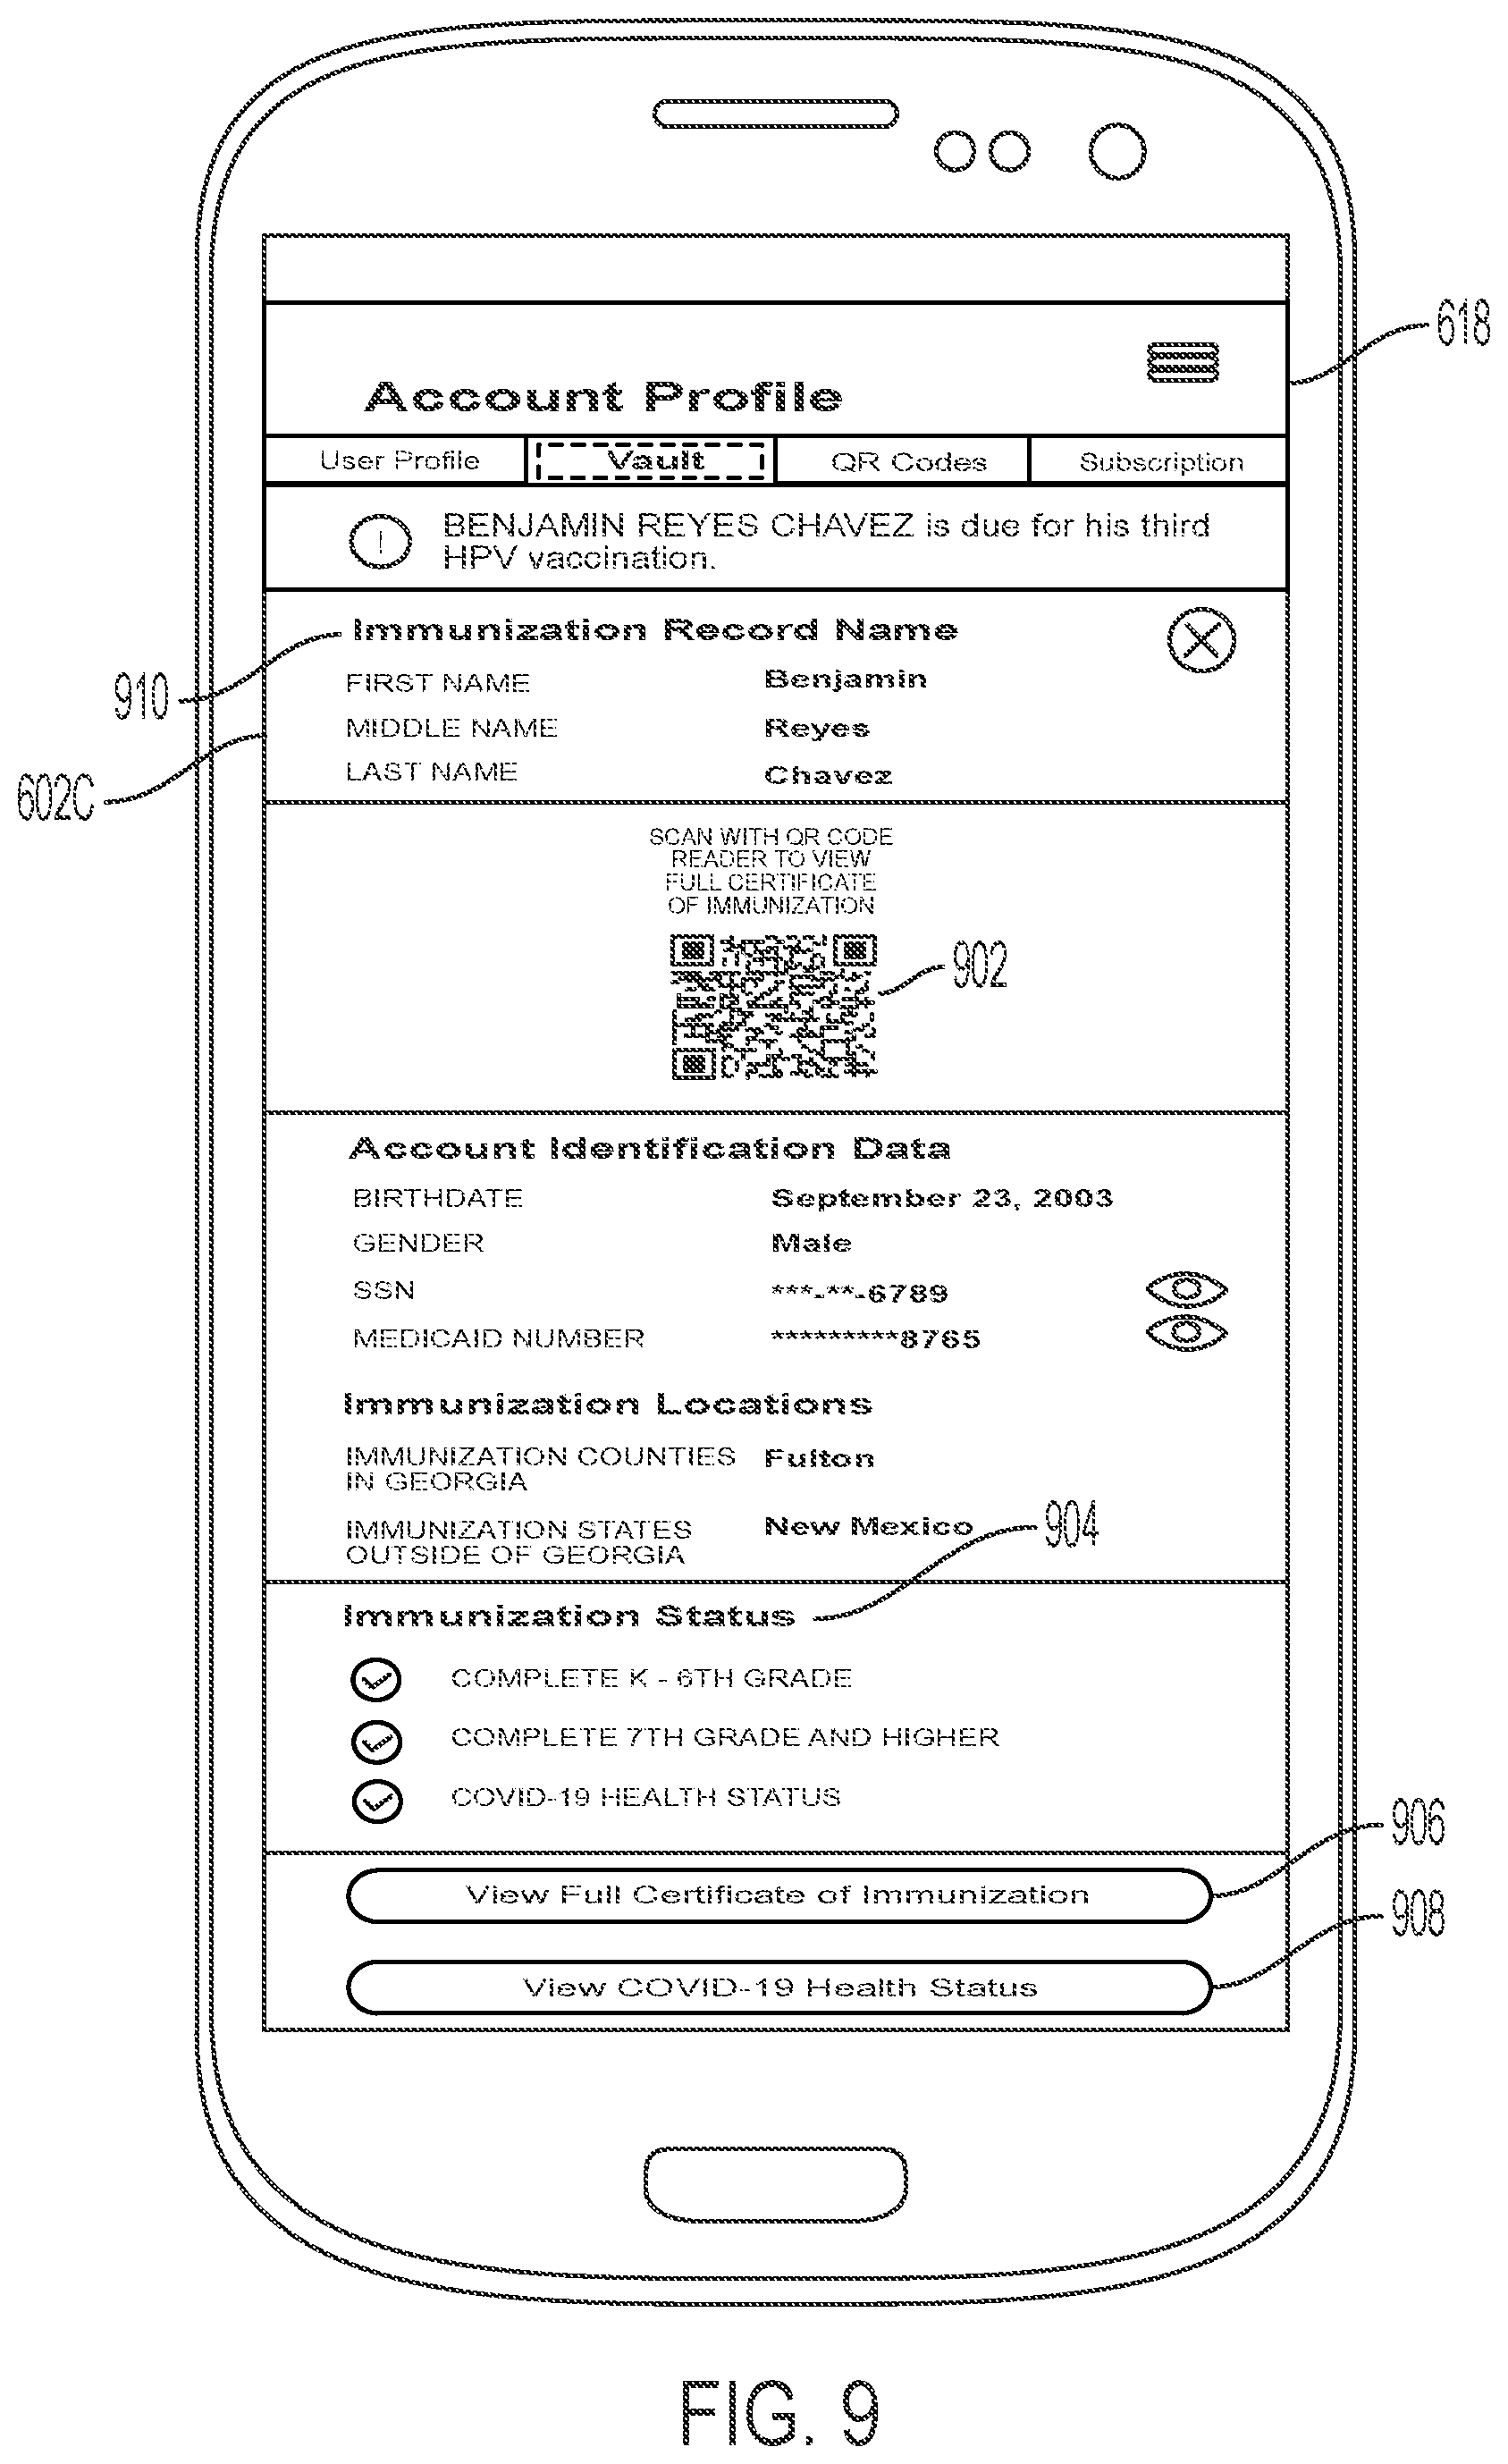 618
Account Profile
User Profile Vault QR Codes Subscription
! BENJAMIN REYES CHAVEZ is due for his third
HPV vaccination.
910
Immunization Record Name
FIRST NAME Benjamin
MIDDLE NAME Reyes
602C
LAST NAME Chavez
SCAN WITH QR CODE
READER TO VIEW
FULL CERTIFICATE
OF IMMUNIZATION
902
Account Identification Data
BIRTHDATE September 23, 2003
GENDER Male
SSN ***-**-6789
MEDICAID NUMBER *********8765
Immunization Locations
IMMUNIZATION COUNTIES Fulton
IN GEORGIA
904
IMMUNIZATION STATES New Mexico
OUTSIDE OF GEORGIA
Immunization Status
COMPLETE K - 6TH GRADE
COMPLETE 7TH GRADE AND HIGHER
COVID-19 HEALTH STATUS
906
View Full Certificate of Immunization
908
View COVID-19 Health Status
FIG. 9